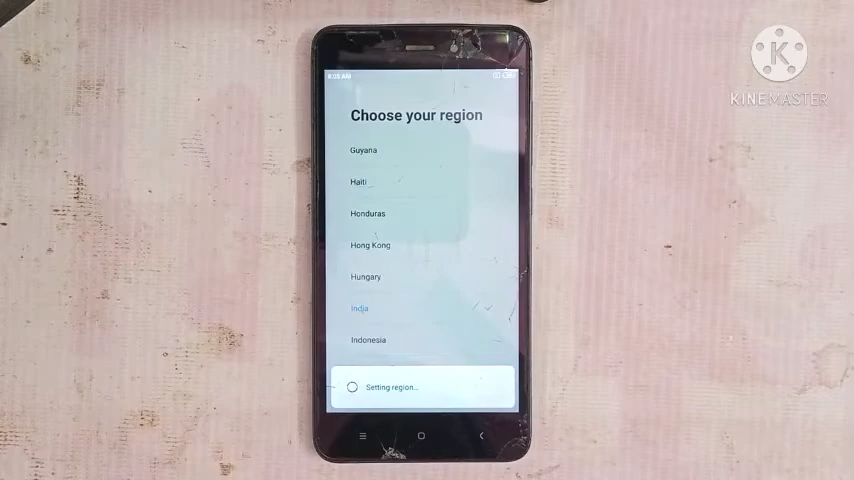 K
KINEMASTER
8:05 AM
Choose your region
Guyana
Haiti
Honduras
Hong Kong
Hungary
India
Indonesia
Setting region...